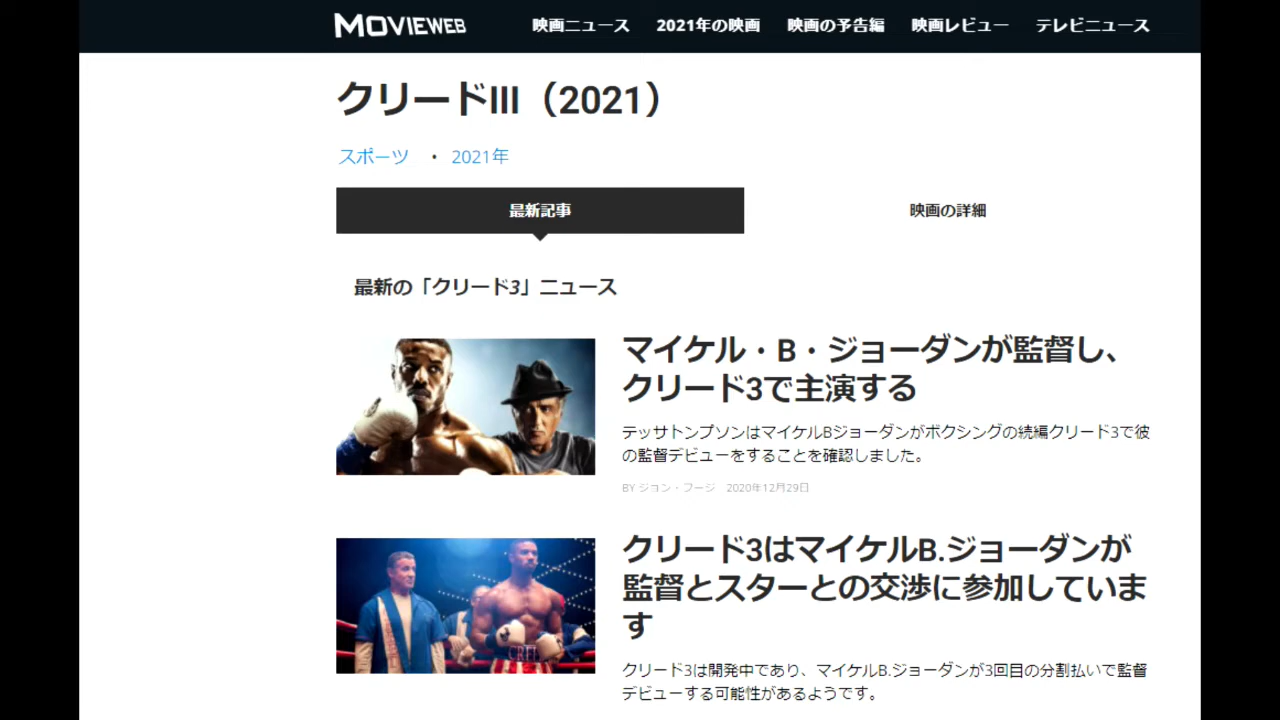 MOVIEWEB 映画ニュース 2021年の映画 映画の予告編 映画レビュー テレビニュース
クリードIII（2021）
スポーツ ・ 2021年
最新記事 映画の詳細
最新の「クリード3」ニュース
マイケル・B・ジョーダンが監督し、
クリード3で主演する
テッサトンプソンはマイケルBジョーダンがボクシングの続編クリード3で彼
の監督デビューをすることを確認しました。
BY ジョン・フージ 2020年12月29日
クリード3はマイケルB.ジョーダンが
監督とスターとの交渉に参加していま
す
CREED
クリード3は開発中であり、マイケルB.ジョーダンが3回目の分割払いで監督
デビューする可能性があるようです。